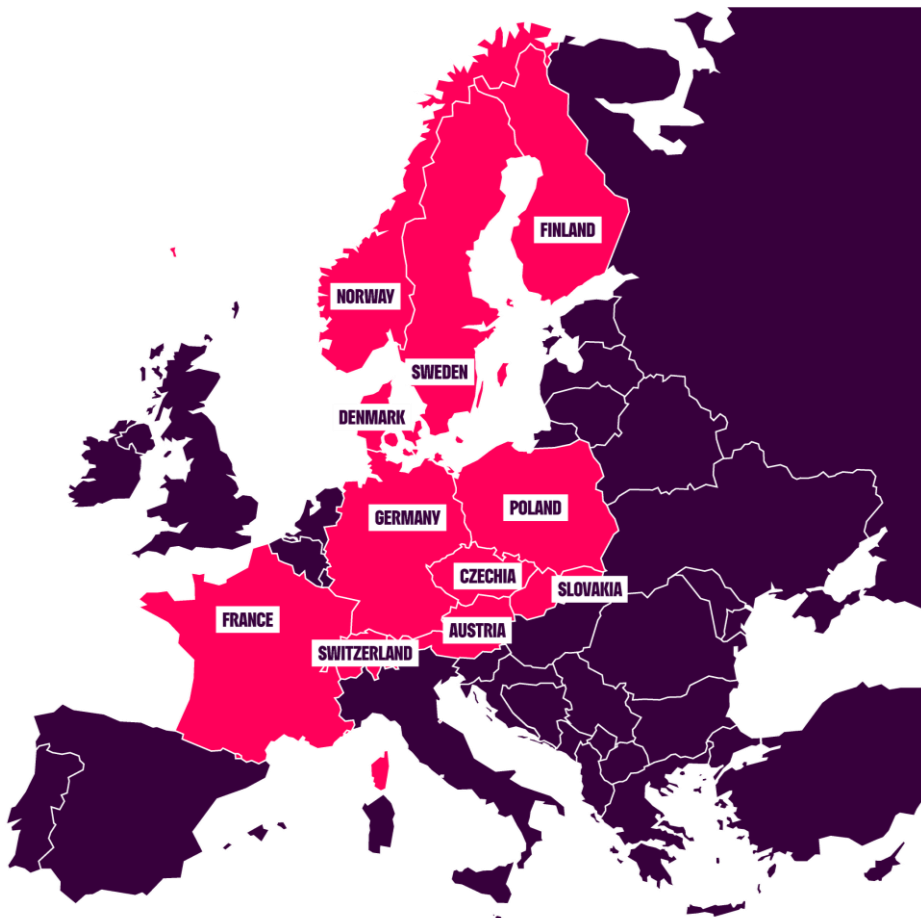 FINLAND
NORWAY
SWEDEN
DENMARK
POLAND
GERMANY
CZECHIA
SLOVAKIA
FRANCE
AUSTRIA
SWITZERLAND